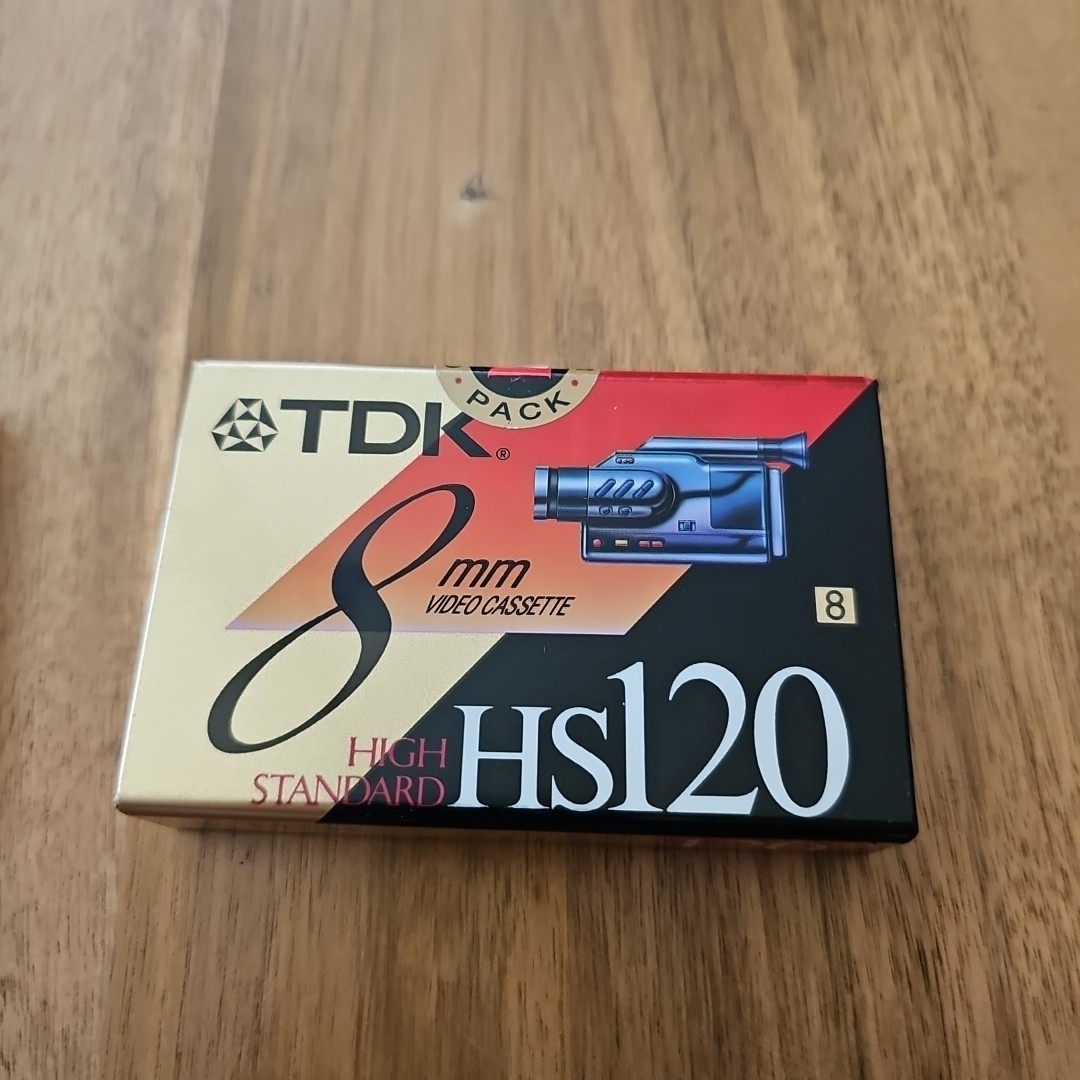 PACK
TDK®
8 mm
VIDEO CASSETTE
8
HIGH
STANDARD
HS120